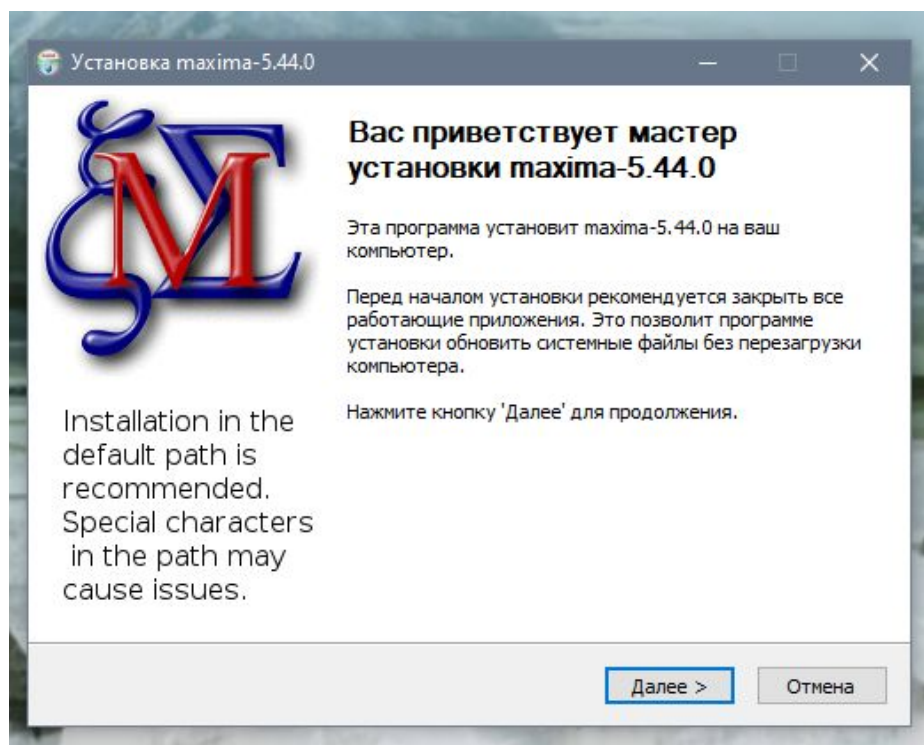 Установка maxima-5.44.0
Вас приветствует мастер
установки maxima-5.44.0
Эта программа установит maxima-5.44.0 на ваш
компьютер.
Перед началом установки рекомендуется закрыть все
работающие приложения. Это позволит программе
установки обновить системные файлы без перезагрузки
компьютера.
Нажмите кнопку 'Далее' для продолжения.
Installation in the
default path is
recommended.
Special characters
in the path may
cause issues.
Далее >
Отмена